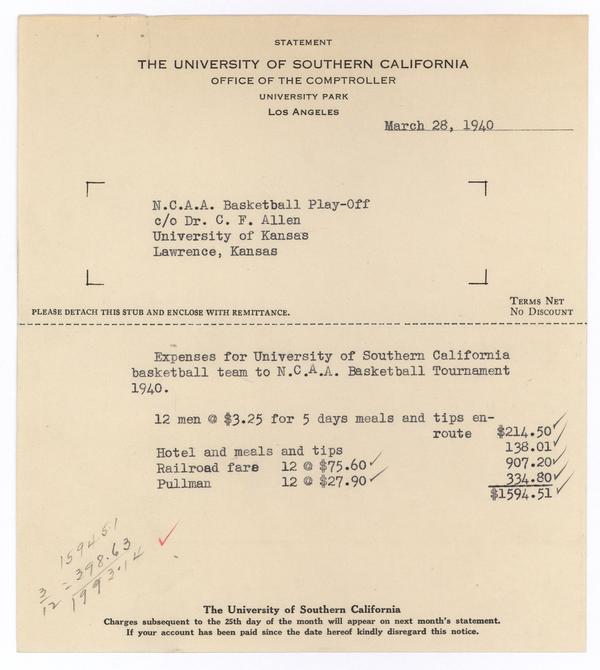 STATEMENT
THE UNIVERSITY OF SOUTHERN CALIFORNIA
OFFICE OF THE COMPTROLLER
UNIVERSITY PARK
LOS ANGELES
March 28, 1940
N.C.A.A. Basketball Play-Off
c/o Dr. C. F. Allen
University of Kansas
Lawrence, Kansas
TERMS NET
PLEASE DETACH THIS STUB AND ENCLOSE WITH REMITTANCE. NO DISCOUNT
Expenses for University of Southern California
basketball team to N.C.A.A. Basketball Tournament
1940.
12 men @ $3.25 for 5 days meals and tips en-
route $214.50
Hotel and meals and tips 138.01
Railroad fare 12 @ $75.60 907.20
Pullman 12 @ $27.90 334.80
$1594.51
1594.51
3/12 = 398.63
1993.14
The University of Southern California
Charges subsequent to the 25th day of the month will appear on next month's statement.
If your account has been paid since the date hereof kindly disregard this notice.